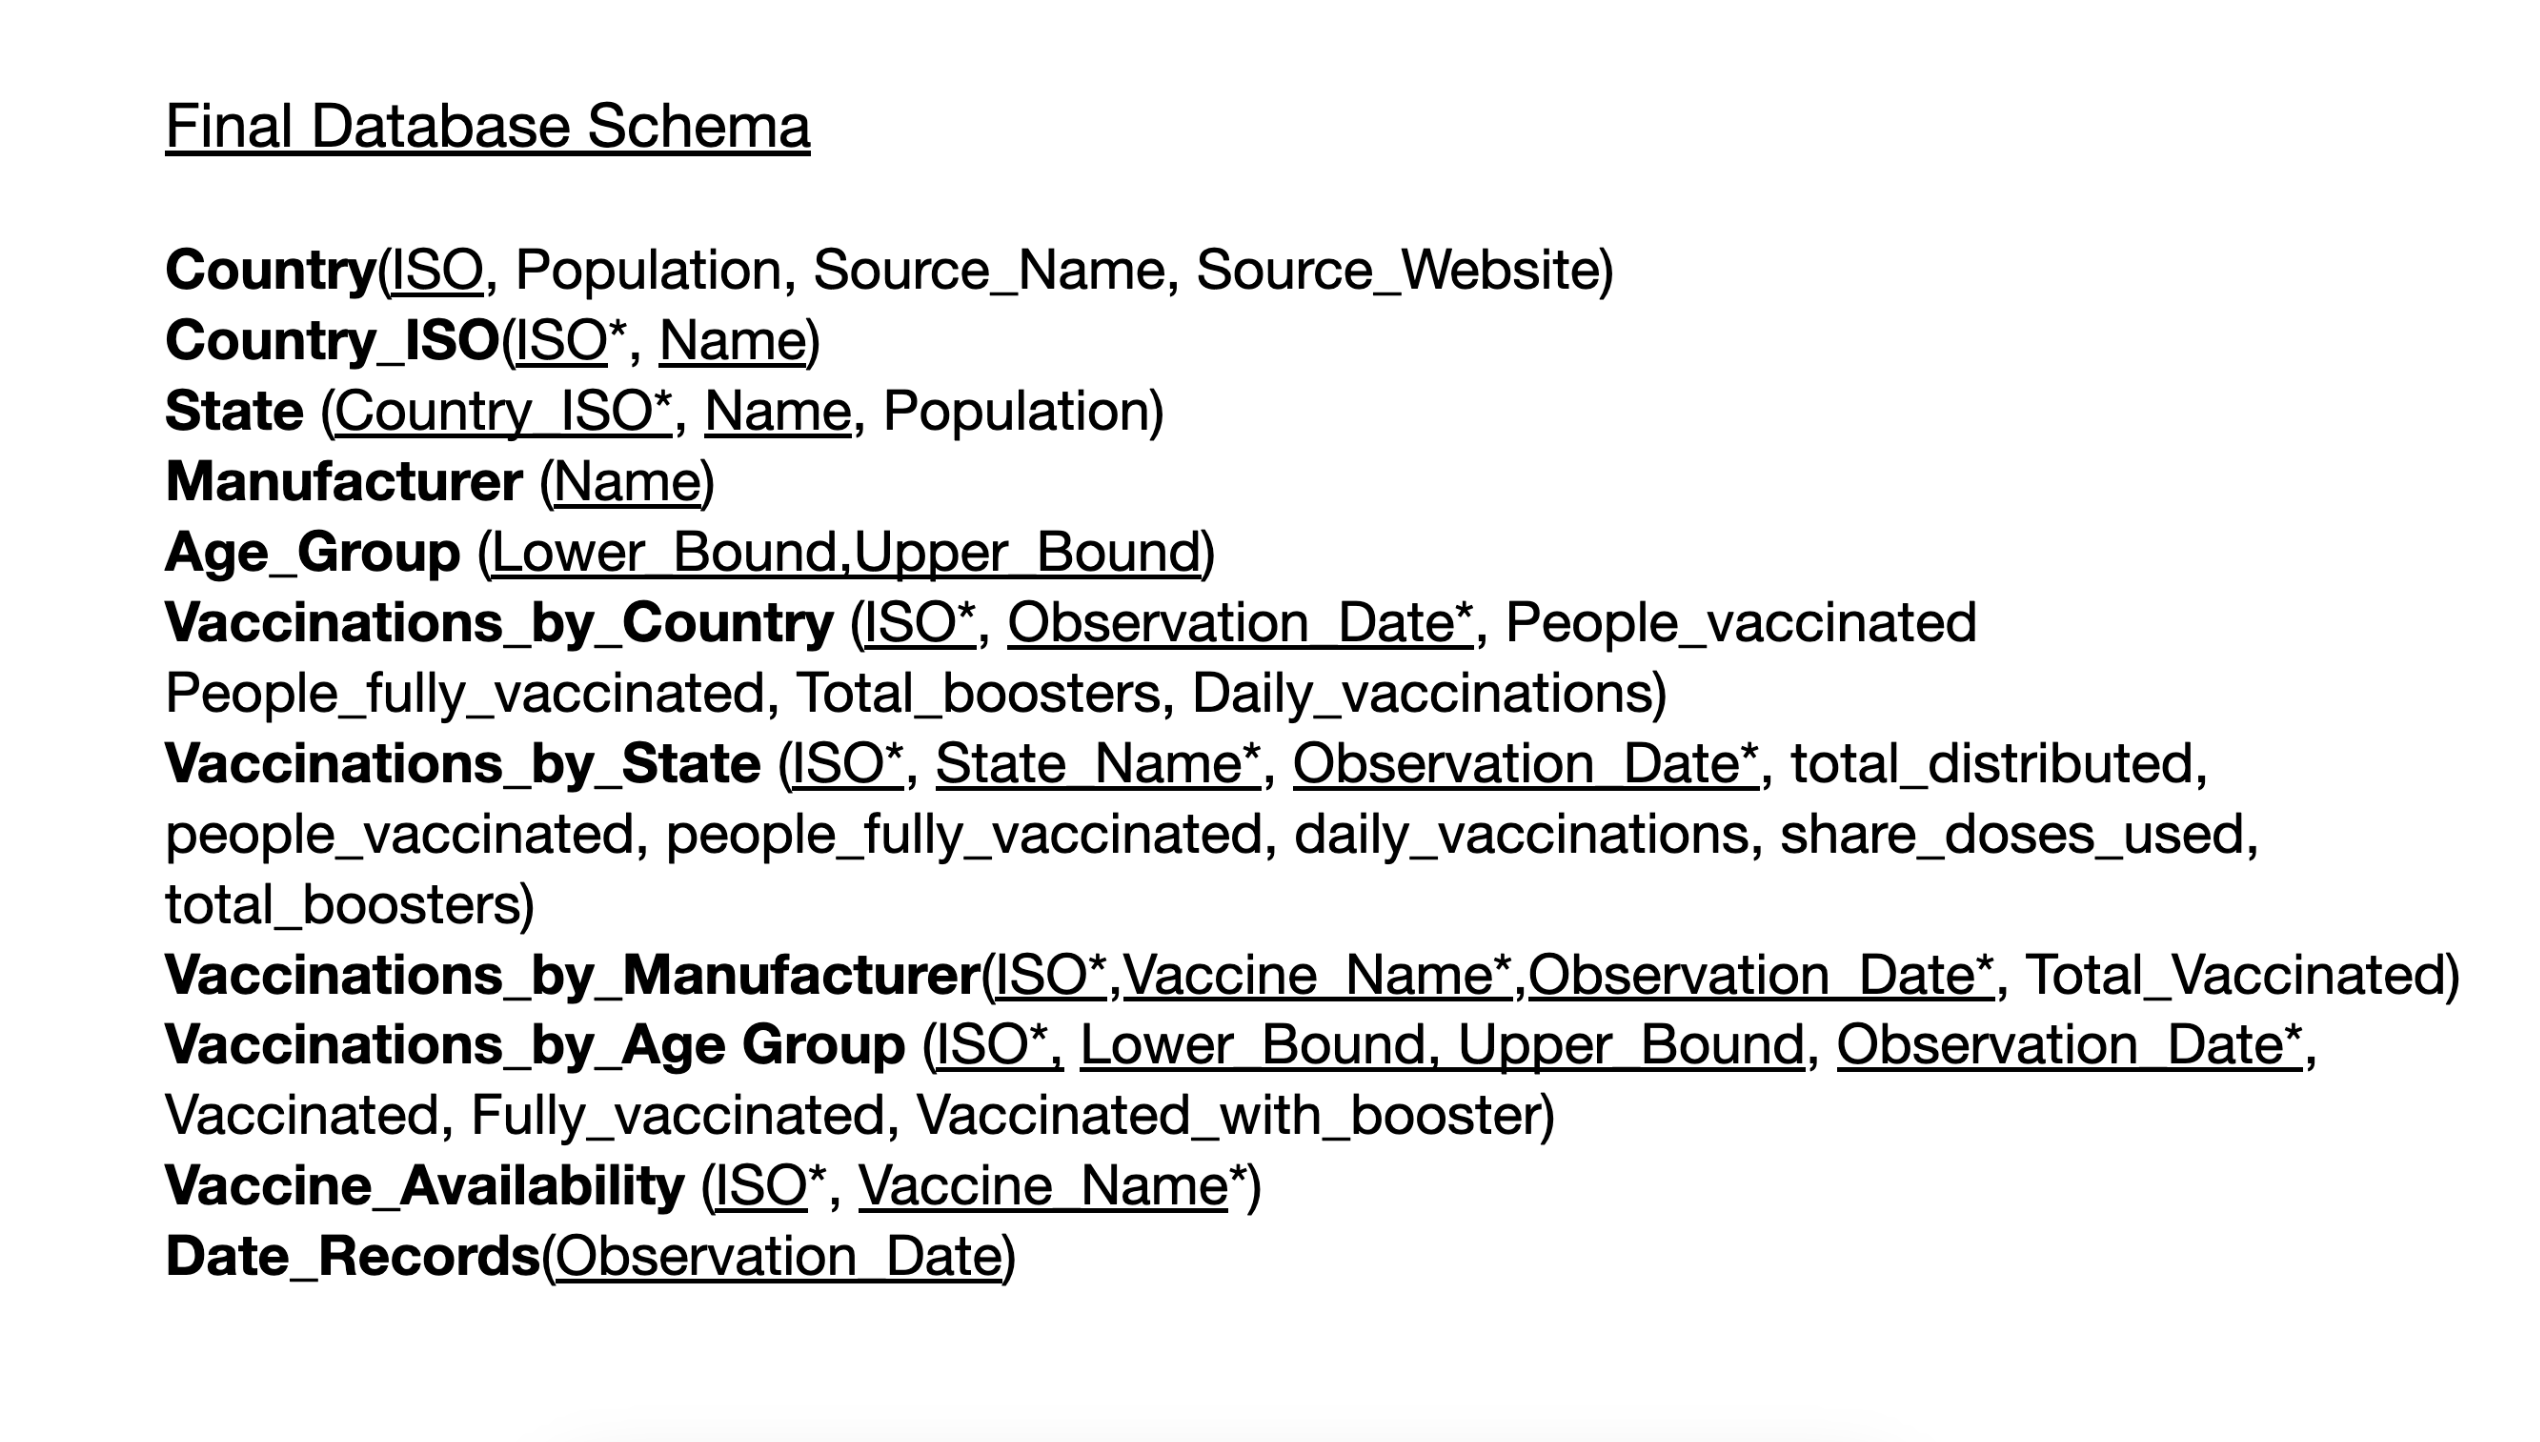 Final Database Schema
Country(ISO, Population, Source_Name, Source_Website)
Country_ISO(ISO*, Name)
State (Country_ISO*, Name, Population)
Manufacturer (Name)
Age_Group (Lower_Bound,Upper_Bound)
Vaccinations_by_Country (ISO*, Observation_Date*, People_vaccinated
People_fully_vaccinated, Total_boosters, Daily_vaccinations)
Vaccinations_by_State (ISO*, State_Name*, Observation_Date*, total_distributed,
people_vaccinated, people_fully_vaccinated, daily_vaccinations, share_doses_used,
total_boosters)
Vaccinations_by_Manufacturer(ISO*,Vaccine_Name*,Observation_Date*, Total_Vaccinated)
Vaccinations_by_Age Group (ISO*, Lower_Bound, Upper_Bound, Observation_Date*,
Vaccinated, Fully_vaccinated, Vaccinated_with_booster)
Vaccine_Availability (ISO*, Vaccine_Name*)
Date_Records(Observation_Date)